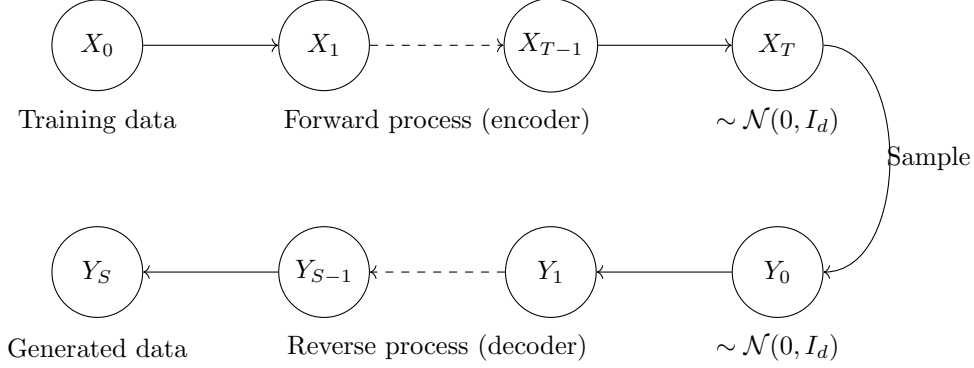 X_0 X_1 X_{T-1} X_T
Training data Forward process (encoder) ∼ 𝒩(0, I_d)
Sample
Y_S Y_{S-1} Y_1 Y_0
Generated data Reverse process (decoder) ∼ 𝒩(0, I_d)